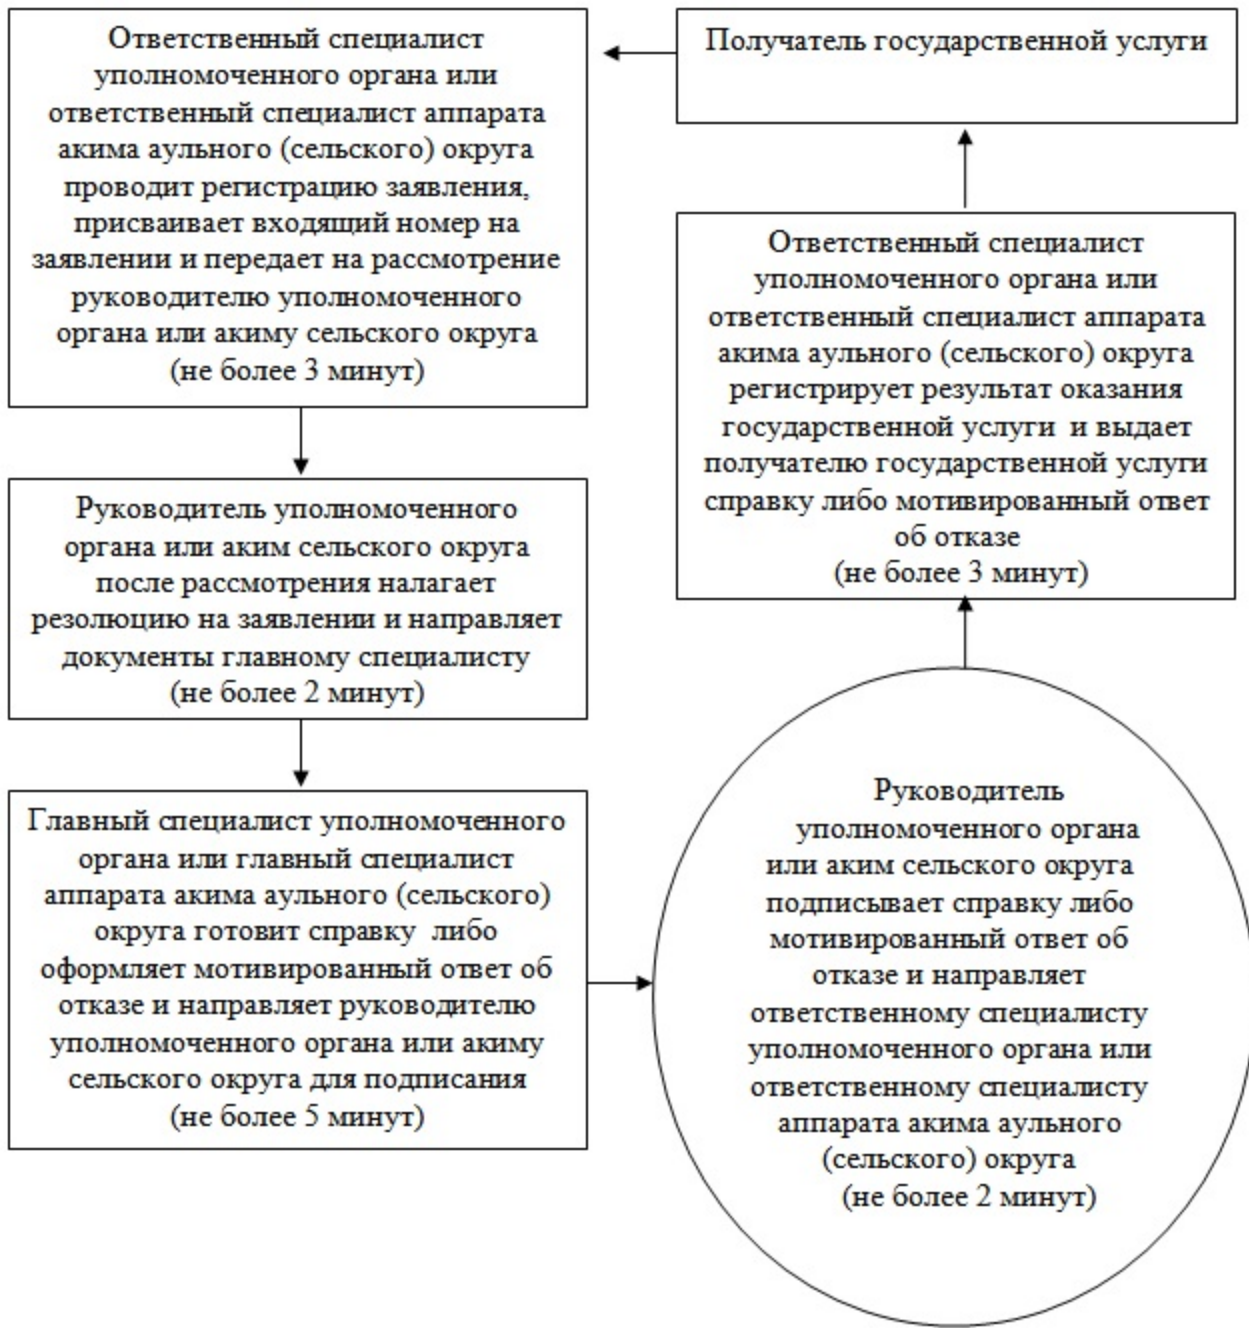 Ответственный специалист
уполномоченного органа или
ответственный специалист аппарата
акима аульного (сельского) округа
проводит регистрацию заявления,
присваивает входящий номер на
заявлении и передает на рассмотрение
руководителю уполномоченного
органа или акиму сельского округа
(не более 3 минут)
Руководитель уполномоченного
органа или аким сельского округа
после рассмотрения налагает
резолюцию на заявлении и направляет
документы главному специалисту
(не более 2 минут)
Главный специалист уполномоченного
органа или главный специалист
аппарата акима аульного (сельского)
округа готовит справку либо
оформляет мотивированный ответ об
отказе и направляет руководителю
уполномоченного органа или акиму
сельского округа для подписания
(не более 5 минут)
Руководитель
уполномоченного органа
или аким сельского округа
подписывает справку либо
мотивированный ответ об
отказе и направляет
ответственному специалисту
уполномоченного органа или
ответственному специалисту
аппарата акима аульного
(сельского) округа
(не более 2 минут)
Ответственный специалист
уполномоченного органа или
ответственный специалист аппарата
акима аульного (сельского) округа
регистрирует результат оказания
государственной услуги и выдает
получателю государственной услуги
справку либо мотивированный ответ
об отказе
(не более 3 минут)
Получатель государственной услуги